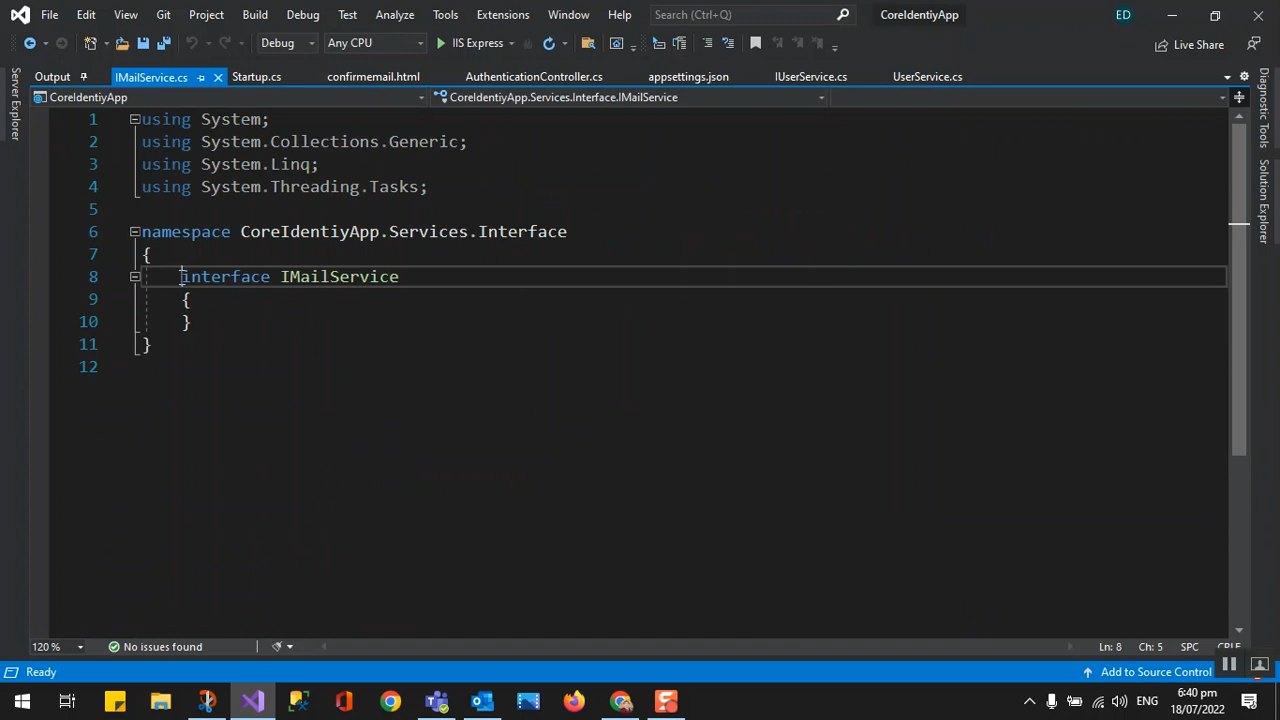 File Edit View Git Project Build Debug Test Analyze Tools Extensions Window Help Search (Ctrl+Q) CoreIdentiyApp ED
Debug Any CPU IIS Express Live Share
Output IMailService.cs Startup.cs confirmemail.html AuthenticationController.cs appsettings.json IUserService.cs UserService.cs
CoreIdentiyApp CoreIdentiyApp.Services.Interface.IMailService
Server Explorer
1 using System;
2 using System.Collections.Generic;
3 using System.Linq;
4 using System.Threading.Tasks;
5
6 namespace CoreIdentiyApp.Services.Interface
7 {
8 interface IMailService
9 {
10 }
11 }
12
Diagnostic Tools
Solution Explorer
120 % No issues found Ln: 8 Ch: 5 SPC CRLF
Ready Add to Source Control
ENG 6:40 pm
18/07/2022